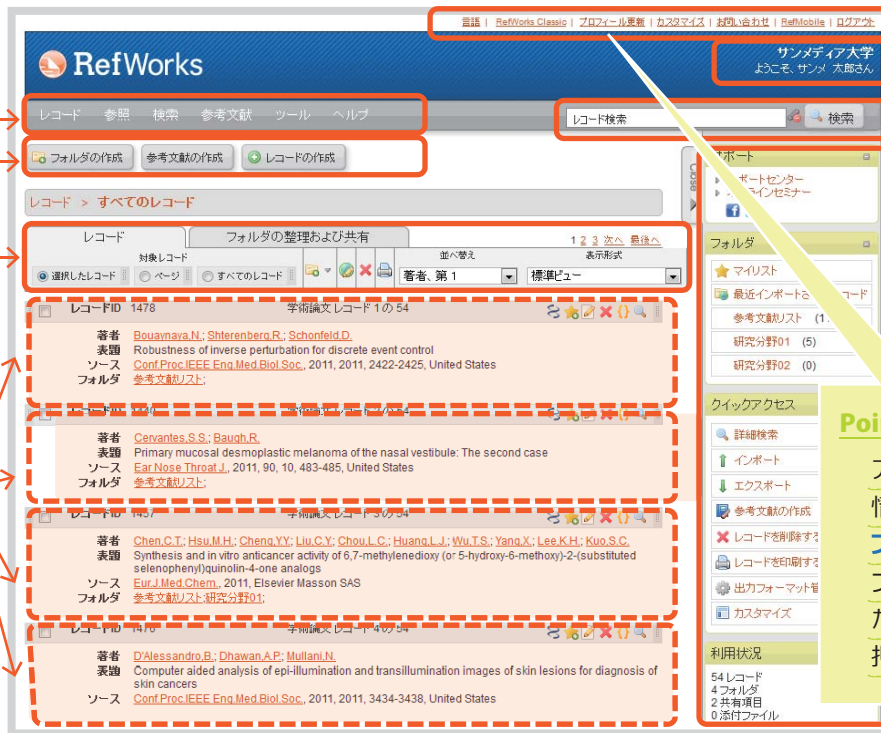 言語 | RefWorks Classic | プロフィール更新 | カスタマイズ | お問い合わせ | RefMobile | ログアウト
RefWorks
サンメディア大学
ようこそ、サンメ 太郎さん
レコード 参照 検索 参考文献 ツール ヘルプ
レコード検索 検索
フォルダの作成 参考文献の作成 レコードの作成
Close
レコード > すべてのレコード
レコード フォルダの整理および共有 1 2 3 次へ 最後へ
対象レコード 並べ替え 表示形式
選択したレコード ページ すべてのレコード 著者、第 1 標準ビュー
レコードID 1478 学術論文 レコード 1 の 54
著者 Bouaynaya,N.; Shterenberg,R.; Schonfeld,D.
表題 Robustness of inverse perturbation for discrete event control
ソース Conf.Proc.IEEE Eng.Med.Biol.Soc., 2011, 2011, 2422-2425, United States
フォルダ 参考文献リスト;
著者 Cervantes,S.S.; Baugh,R.
表題 Primary mucosal desmoplastic melanoma of the nasal vestibule: The second case
ソース Ear Nose Throat J., 2011, 90, 10, 483-485, United States
フォルダ 参考文献リスト;
レコードID 1457 学術論文 レコード 3 の 54
著者 Chen,C.T.; Hsu,M.H.; Cheng,Y.Y.; Liu,C.Y.; Chou,L.C.; Huang,L.J.; Wu,T.S.; Yang,X.; Lee,K.H.; Kuo,S.C.
表題 Synthesis and in vitro anticancer activity of 6,7-methylenedioxy (or 5-hydroxy-6-methoxy)-2-(substituted
selenophenyl)quinolin-4-one analogs
ソース Eur.J.Med.Chem., 2011, Elsevier Masson SAS
フォルダ 参考文献リスト;研究分野01;
レコードID 1476 学術論文 レコード 4 の 54
著者 D'Alessandro,B.; Dhawan,A.P.; Mullani,N.
表題 Computer aided analysis of epi-illumination and transillumination images of skin lesions for diagnosis of
skin cancers
ソース Conf.Proc.IEEE Eng.Med.Biol.Soc., 2011, 2011, 3434-3438, United States
サポート
サポートセンター
フォルダ
マイリスト
最近インポートさ コード
参考文献リスト (1
研究分野01 (5)
研究分野02 (0)
クイックアクセス
詳細検索
インポート
エクスポート
参考文献の作成
レコードを削除する
レコードを印刷する
出力フォーマット管
カスタマイズ
利用状況
54 レコード
4 フォルダ
2 共有項目
0 添付ファイル
Poi